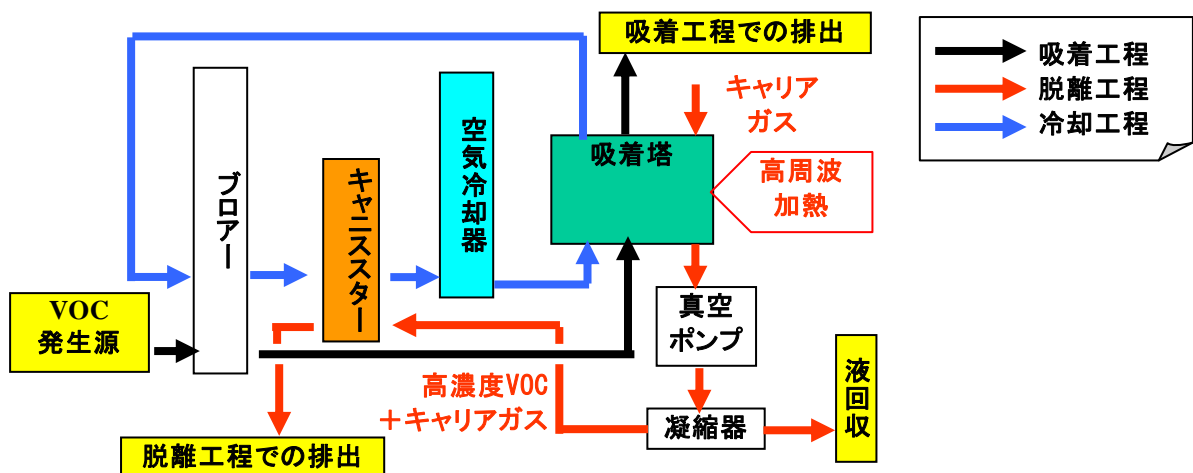 吸着工程での排出
吸着工程
脱離工程
冷却工程
キャリア
ガス
吸着塔
高周波
加熱
空気冷却器
キャニススター
ブロアー
VOC
発生源
真空
ポンプ
高濃度VOC
＋キャリアガス
凝縮器
液回収
脱離工程での排出